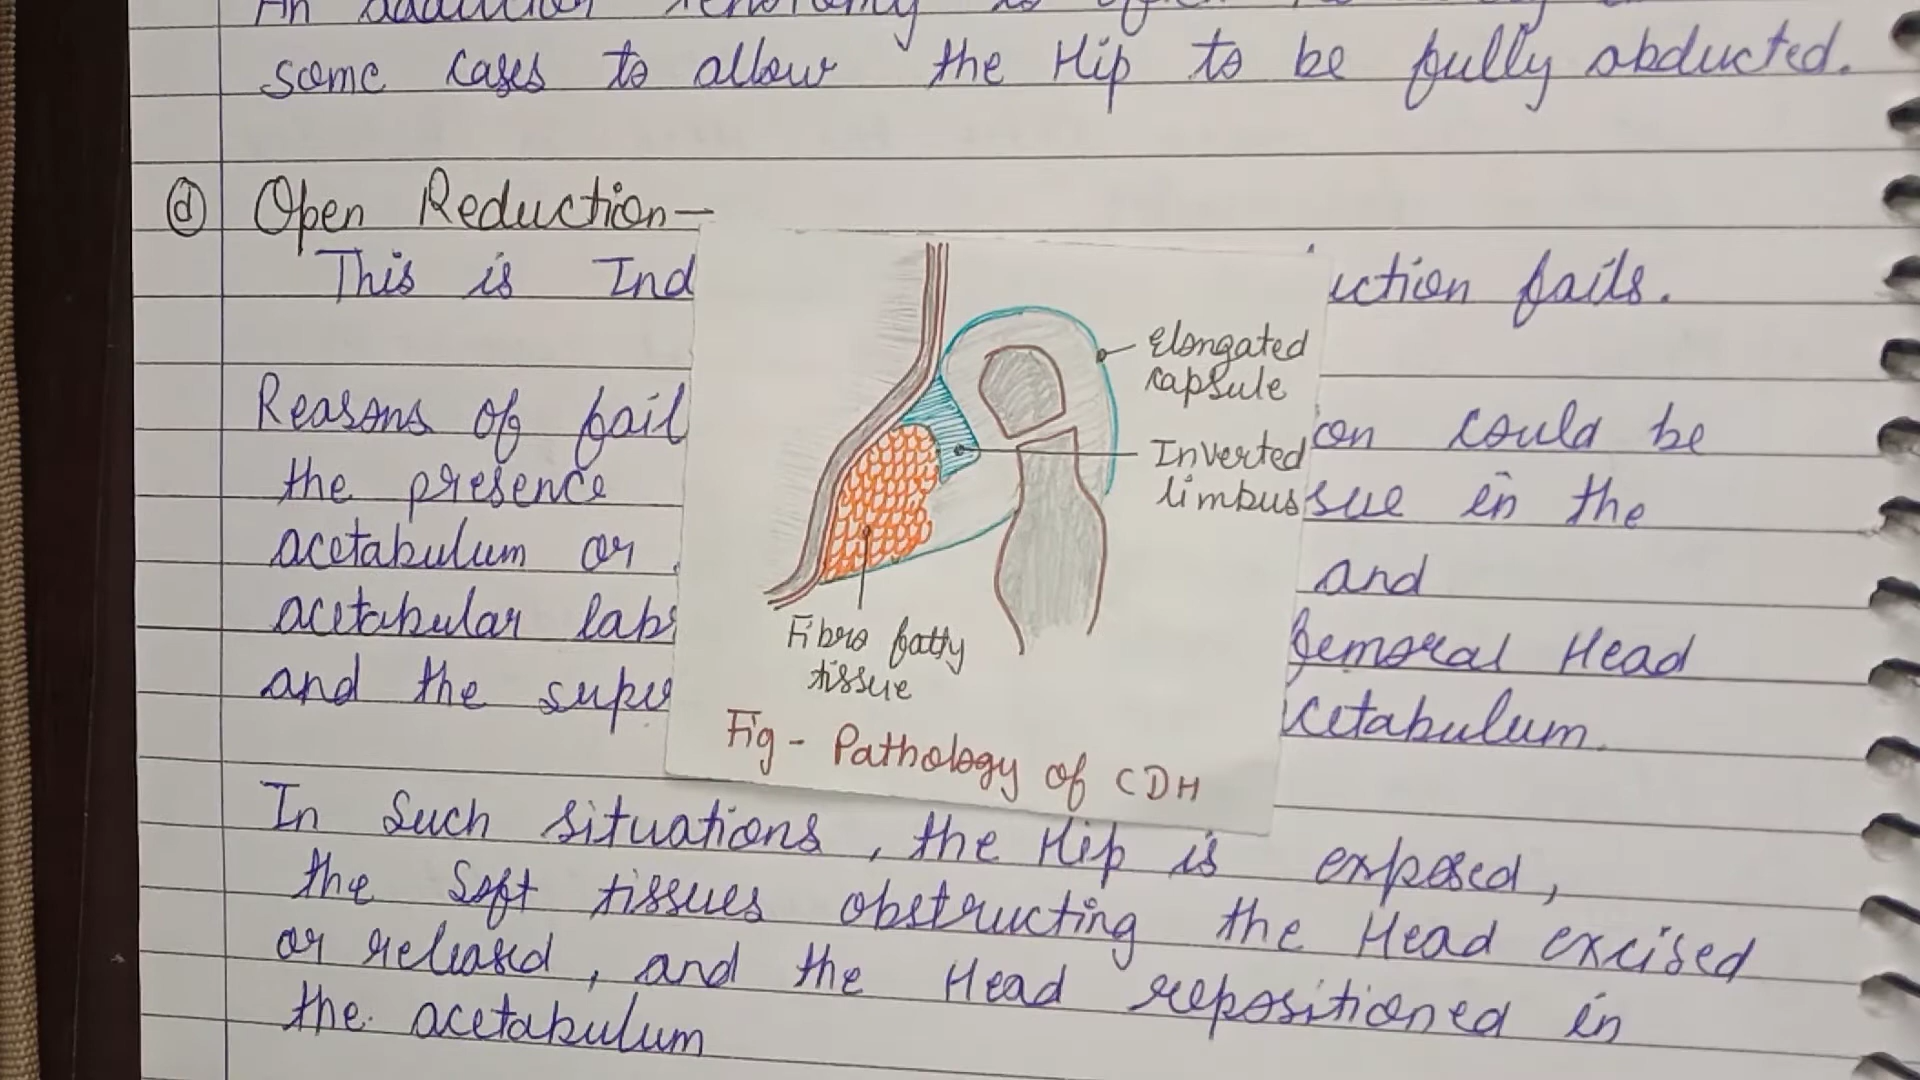 some cases to allow the Hip to be fully abducted.
d Open Reduction-
This is Ind
uction fails.
Reasons of fail
ion could be
the presence
sue in the
acetabulum or
and
acetabular lab
femoral Head
and the supe
cetabulum.
Elongated
capsule
Inverted
limbus
Fibro fatty
tissue
Fig - Pathology of CDH
In Such situations, the Hip is exposed,
the soft tissues obstructing the Head excised
or released, and the Head repositioned in
the acetabulum